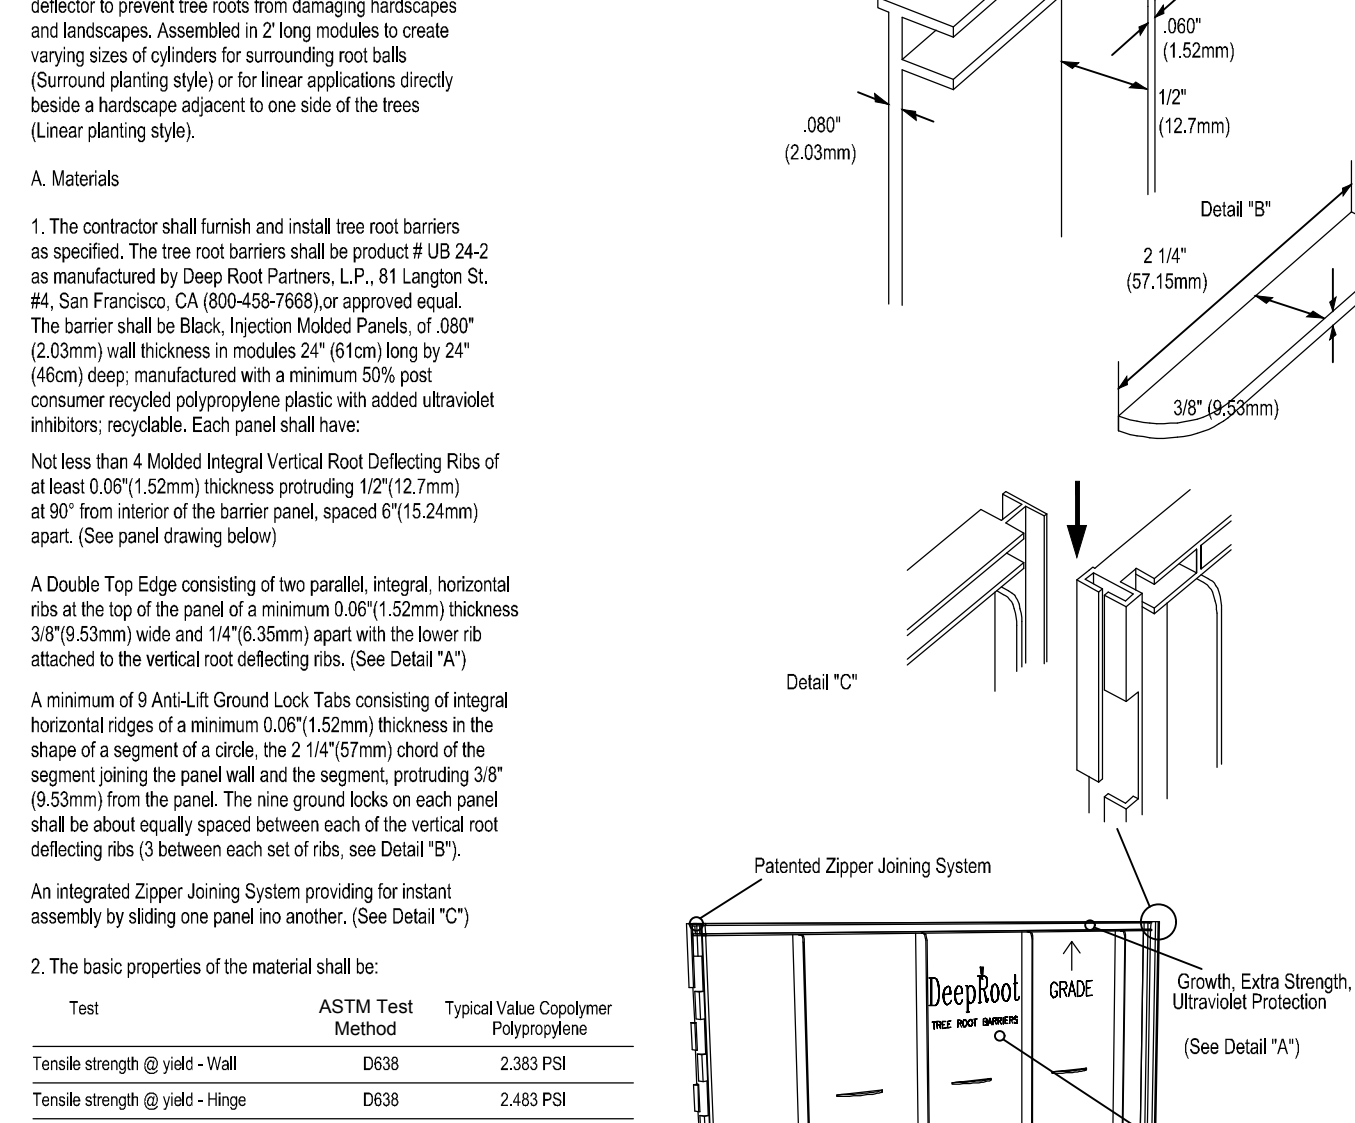 deflector to prevent tree roots from damaging hardscapes
and landscapes. Assembled in 2' long modules to create
varying sizes of cylinders for surrounding root balls
(Surround planting style) or for linear applications directly
beside a hardscape adjacent to one side of the trees
(Linear planting style).
A. Materials
1. The contractor shall furnish and install tree root barriers
as specified. The tree root barriers shall be product # UB 24-2
as manufactured by Deep Root Partners, L.P., 81 Langton St.
#4, San Francisco, CA (800-458-7668),or approved equal.
The barrier shall be Black, Injection Molded Panels, of .080"
(2.03mm) wall thickness in modules 24" (61cm) long by 24"
(46cm) deep; manufactured with a minimum 50% post
consumer recycled polypropylene plastic with added ultraviolet
inhibitors; recyclable. Each panel shall have:
Not less than 4 Molded Integral Vertical Root Deflecting Ribs of
at least 0.06"(1.52mm) thickness protruding 1/2"(12.7mm)
at 90° from interior of the barrier panel, spaced 6"(15.24mm)
apart. (See panel drawing below)
A Double Top Edge consisting of two parallel, integral, horizontal
ribs at the top of the panel of a minimum 0.06"(1.52mm) thickness
3/8"(9.53mm) wide and 1/4"(6.35mm) apart with the lower rib
attached to the vertical root deflecting ribs. (See Detail "A")
A minimum of 9 Anti-Lift Ground Lock Tabs consisting of integral
horizontal ridges of a minimum 0.06"(1.52mm) thickness in the
shape of a segment of a circle, the 2 1/4"(57mm) chord of the
segment joining the panel wall and the segment, protruding 3/8"
(9.53mm) from the panel. The nine ground locks on each panel
shall be about equally spaced between each of the vertical root
deflecting ribs (3 between each set of ribs, see Detail "B").
An integrated Zipper Joining System providing for instant
assembly by sliding one panel ino another. (See Detail "C")
2. The basic properties of the material shall be:
Test ASTM Test Method Typical Value Copolymer Polypropylene
Tensile strength @ yield - Wall D638 2.383 PSI
Tensile strength @ yield - Hinge D638 2.483 PSI
.060"
(1.52mm)
1/2"
(12.7mm)
.080"
(2.03mm)
Detail "B"
2 1/4"
(57.15mm)
3/8" (9.53mm)
Detail "C"
Patented Zipper Joining System
DeepRoot
TREE ROOT BARRIERS
GRADE
Growth, Extra Strength,
Ultraviolet Protection
(See Detail "A")